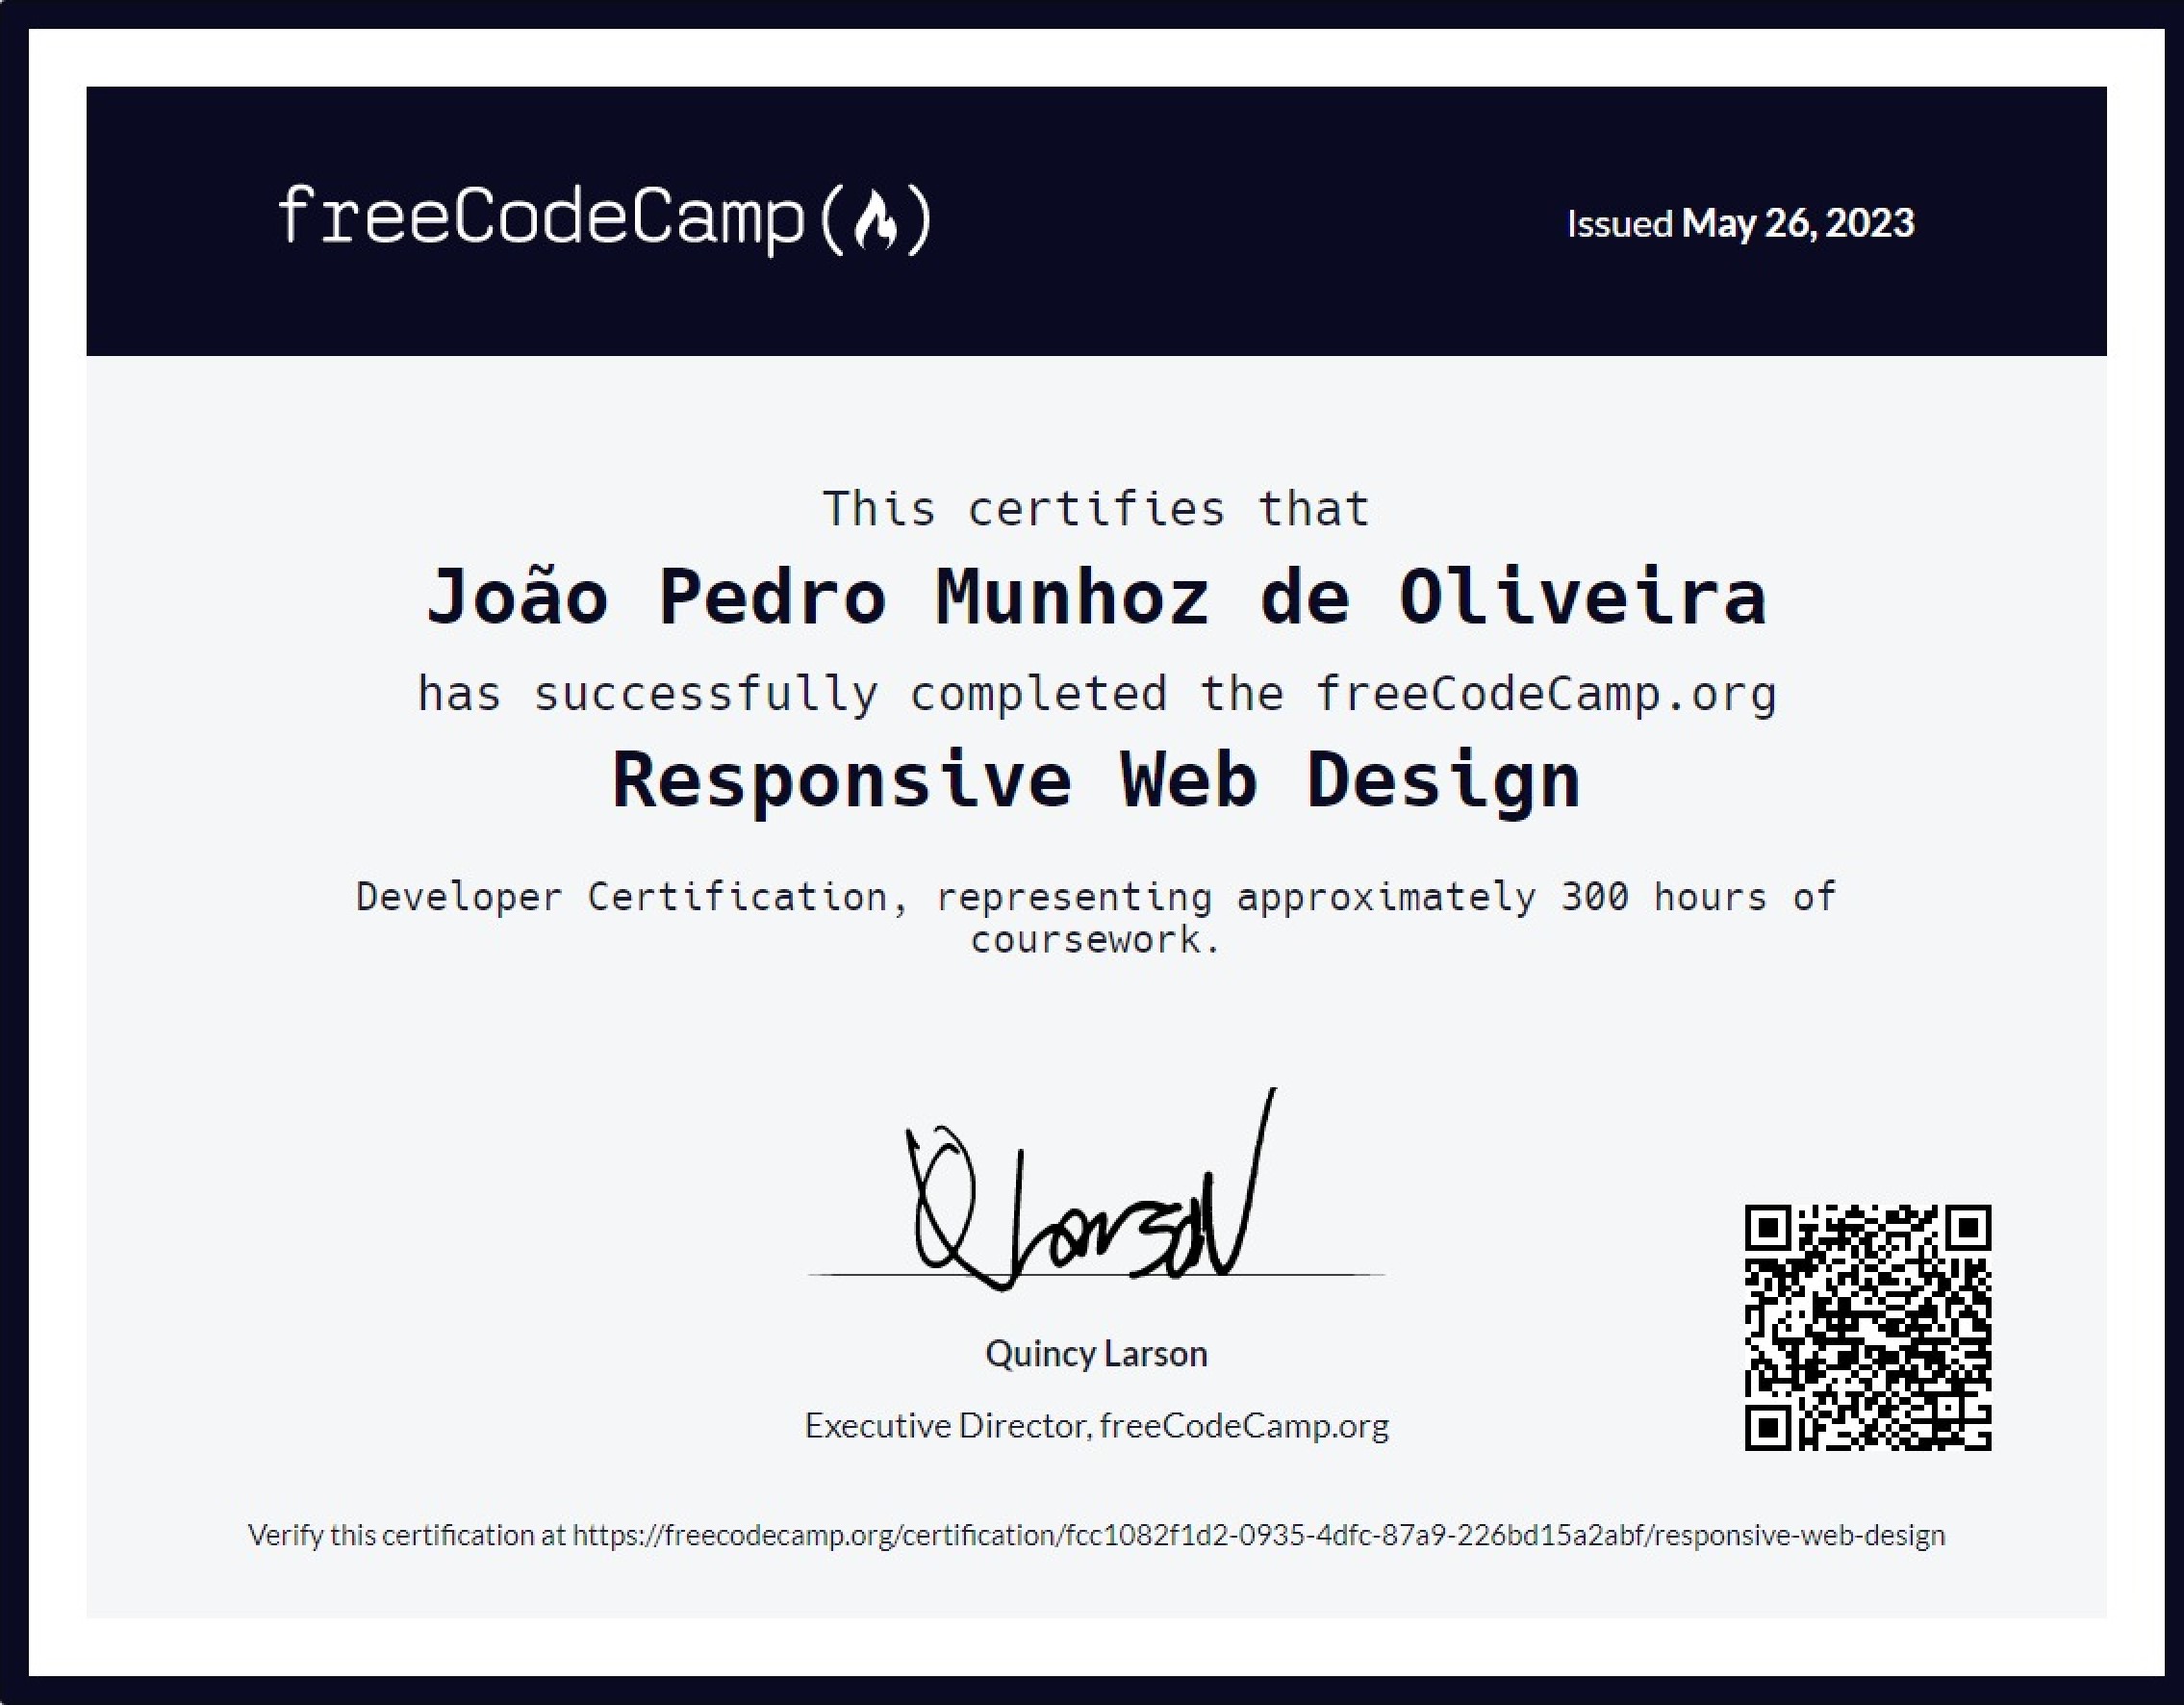 freeCodeCamp(🔥)
Issued May 26, 2023
This certifies that
João Pedro Munhoz de Oliveira
has successfully completed the freeCodeCamp.org
Responsive Web Design
Developer Certification, representing approximately 300 hours of
coursework.
Q Larson
Quincy Larson
Executive Director, freeCodeCamp.org
Verify this certification at https://freecodecamp.org/certification/fcc1082f1d2-0935-4dfc-87a9-226bd15a2abf/responsive-web-design